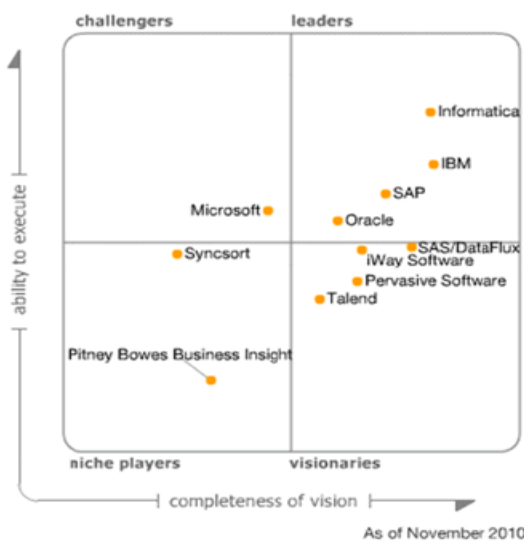 challengers
leaders
Informatica
IBM
SAP
Microsoft
Oracle
SAS/DataFlux
Syncsort
iWay Software
Pervasive Software
Talend
Pitney Bowes Business Insight
niche players
visionaries
ability to execute
completeness of vision
As of November 2010